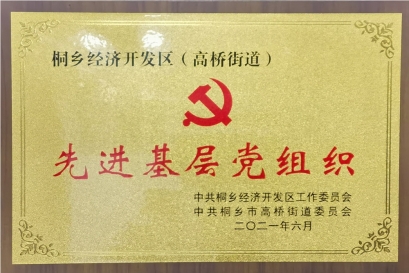 桐乡经济开发区（高桥街道）
先进基层党组织
中共桐乡经济开发区工作委员会
中共桐乡市高桥街道委员会
二〇二一年六月